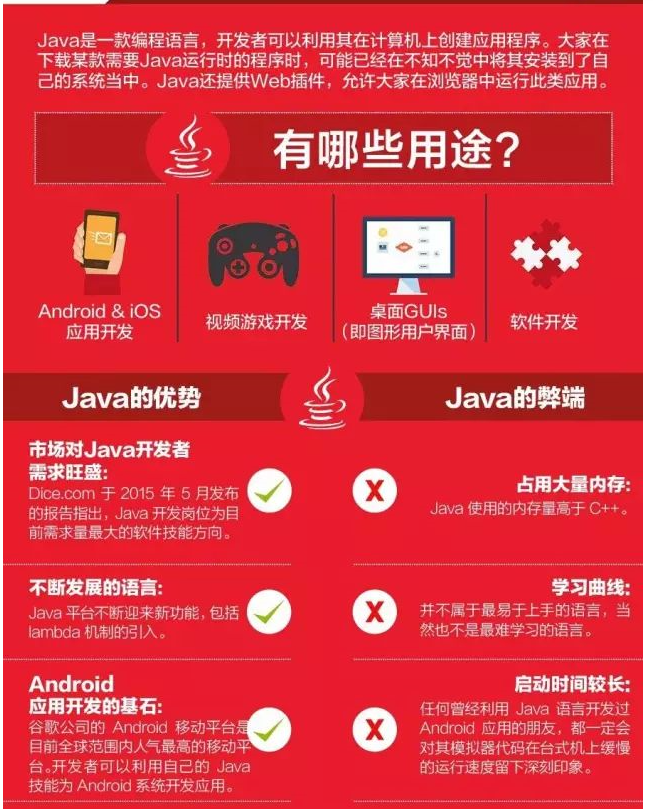 Java是一款编程语言，开发者可以利用其在计算机上创建应用程序。大家在
下载某款需要Java运行时的程序时，可能已经在不知不觉中将其安装到了自
己的系统当中。Java还提供Web插件，允许大家在浏览器中运行此类应用。
有哪些用途？
Android & iOS
应用开发
视频游戏开发
桌面GUIs
（即图形用户界面）
软件开发
Java的优势
市场对Java开发者
需求旺盛:
Dice.com 于 2015 年 5 月发布
的报告指出，Java 开发岗位为目
前需求量最大的软件技能方向。
不断发展的语言:
Java 平台不断迎来新功能，包括
lambda 机制的引入。
Android
应用开发的基石:
谷歌公司的 Android 移动平台是
目前全球范围内人气最高的移动平
台。开发者可以利用自己的 Java
技能为 Android 系统开发应用。
Java的弊端
占用大量内存:
Java 使用的内存量高于 C++。
学习曲线:
并不属于最易于上手的语言，当
然也不是最难学习的语言。
启动时间较长:
任何曾经利用 Java 语言开发过
Android 应用的朋友，都一定会
对其模拟器代码在台式机上缓慢
的运行速度留下深刻印象。